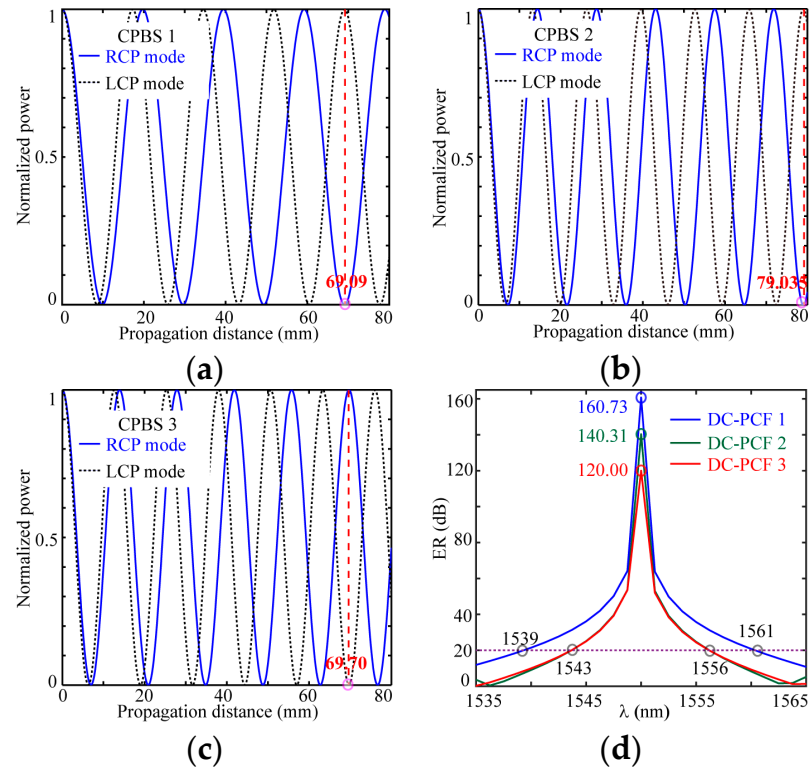 1
CPBS 1
RCP mode
LCP mode
Normalized power
0.5
69.09
0
0 20 40 60 80
Propagation distance (mm)
(a)
1
CPBS 2
RCP mode
LCP mode
Normalized power
0.5
79.035
0
0 20 40 60 80
Propagation distance (mm)
(b)
1
CPBS 3
RCP mode
LCP mode
Normalized power
0.5
69.70
0
0 20 40 60 80
Propagation distance (mm)
(c)
160
160.73
DC-PCF 1
140.31
DC-PCF 2
120
120.00
DC-PCF 3
ER (dB)
80
40
1539
1561
20
1543
1556
0
1535 1545 1555 1565
λ (nm)
(d)